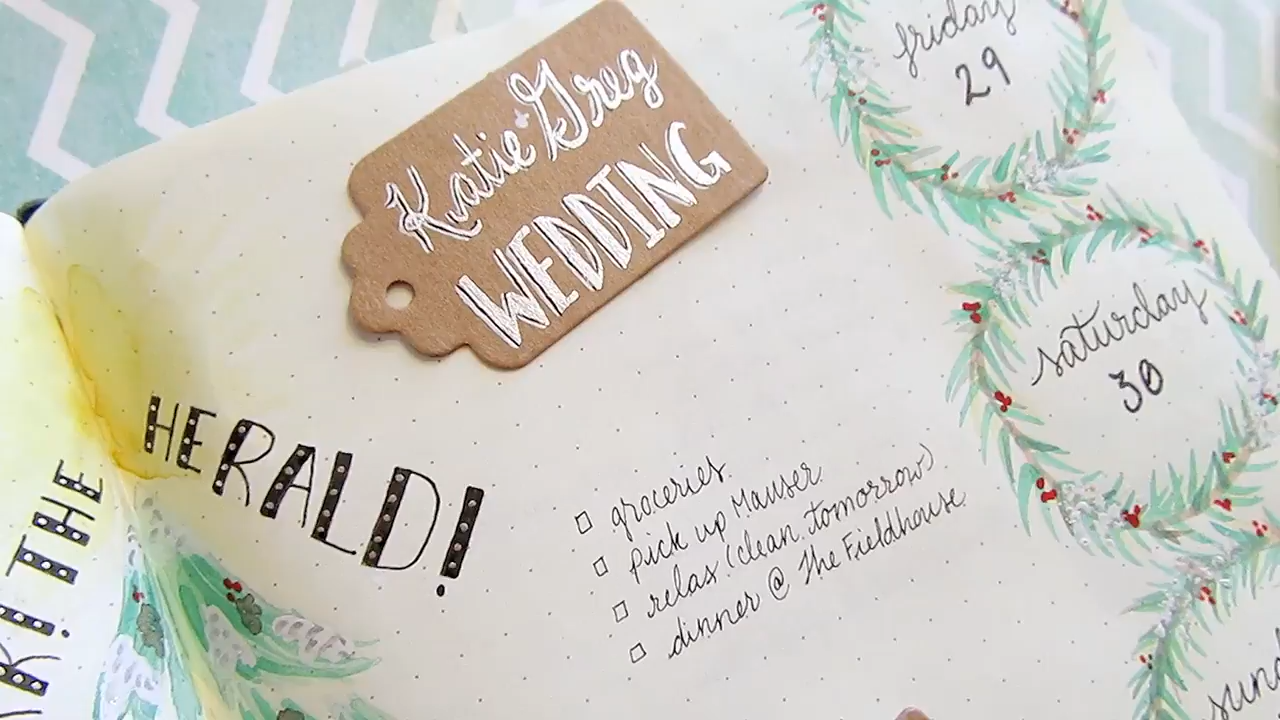 Katie + Greg
WEDDING
friday
29
saturday
30
HERALD!
THE
groceries
pick up Mauser
relax (clean tomorrow)
dinner @ The Fieldhouse